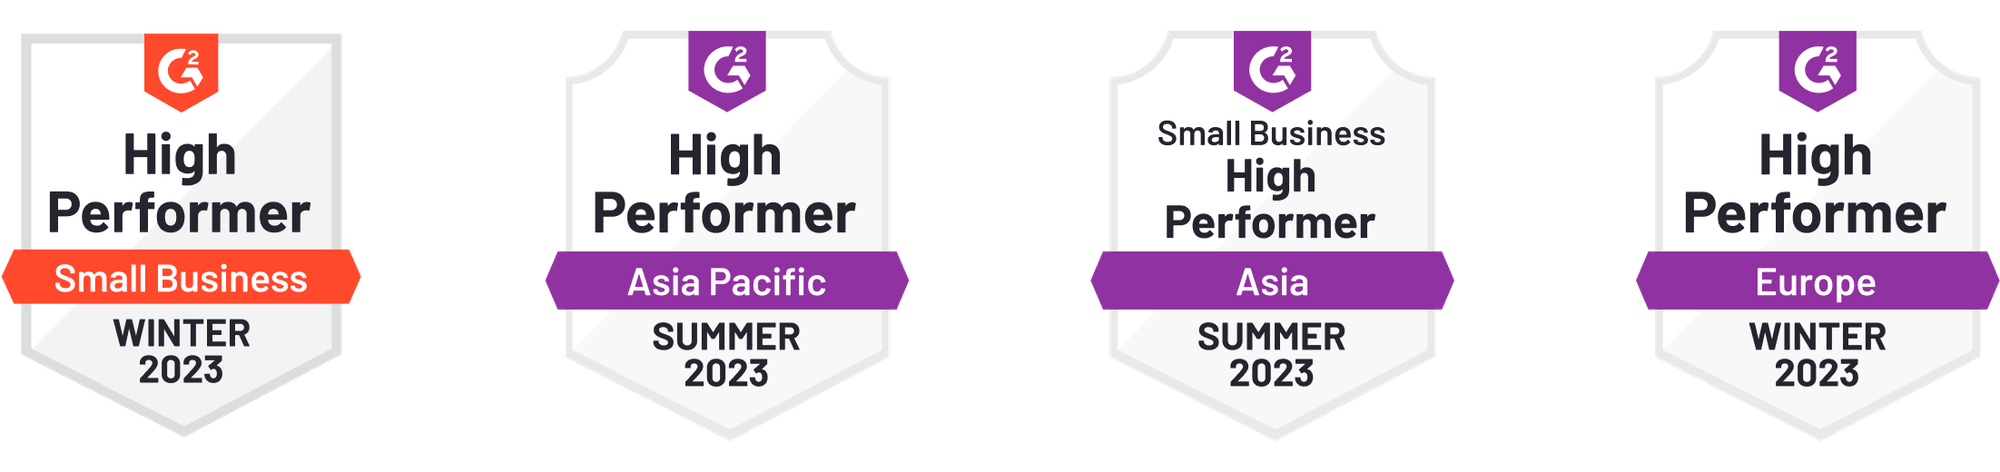 G2
High
Performer
Small Business
WINTER
2023
G2
High
Performer
Asia Pacific
SUMMER
2023
G2
Small Business
High
Performer
Asia
SUMMER
2023
G2
High
Performer
Europe
WINTER
2023